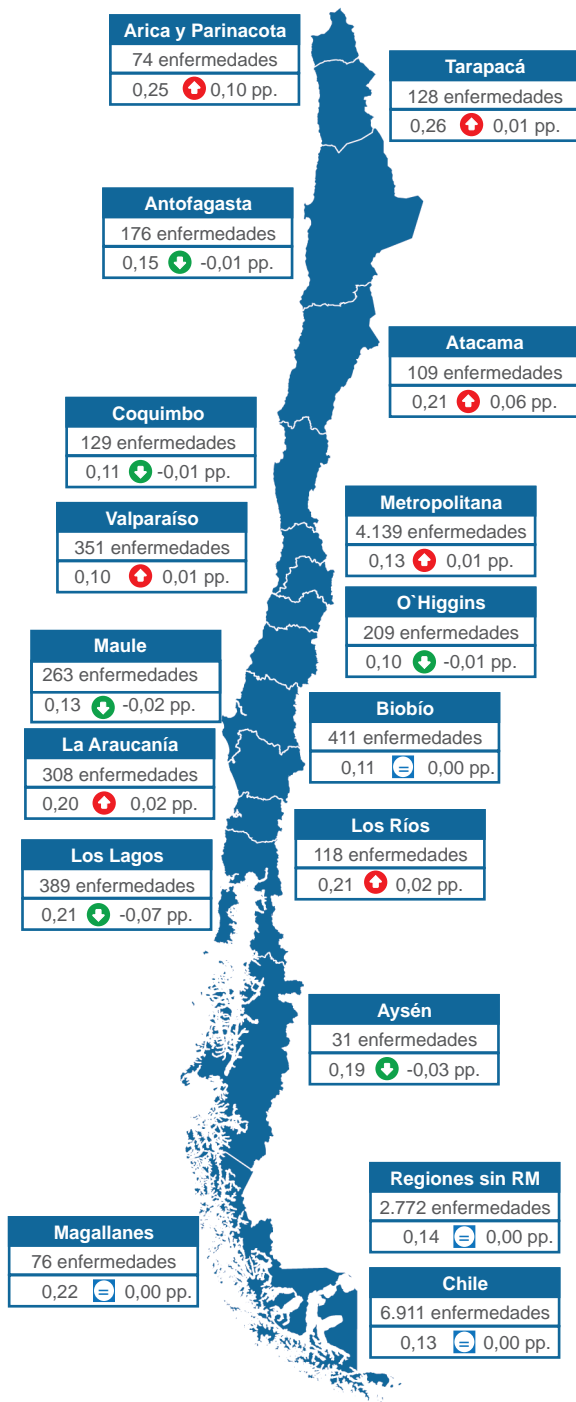 Arica y Parinacota
74 enfermedades
0,25 0,10 pp.
Tarapacá
128 enfermedades
0,26 0,01 pp.
Antofagasta
176 enfermedades
0,15 -0,01 pp.
Atacama
109 enfermedades
0,21 0,06 pp.
Coquimbo
129 enfermedades
0,11 -0,01 pp.
Metropolitana
4.139 enfermedades
0,13 0,01 pp.
Valparaíso
351 enfermedades
0,10 0,01 pp.
O`Higgins
209 enfermedades
0,10 -0,01 pp.
Maule
263 enfermedades
0,13 -0,02 pp.
Biobío
411 enfermedades
0,11 = 0,00 pp.
La Araucanía
308 enfermedades
0,20 0,02 pp.
Los Ríos
118 enfermedades
0,21 0,02 pp.
Los Lagos
389 enfermedades
0,21 -0,07 pp.
Aysén
31 enfermedades
0,19 -0,03 pp.
Regiones sin RM
2.772 enfermedades
0,14 = 0,00 pp.
Magallanes
76 enfermedades
0,22 = 0,00 pp.
Chile
6.911 enfermedades
0,13 = 0,00 pp.